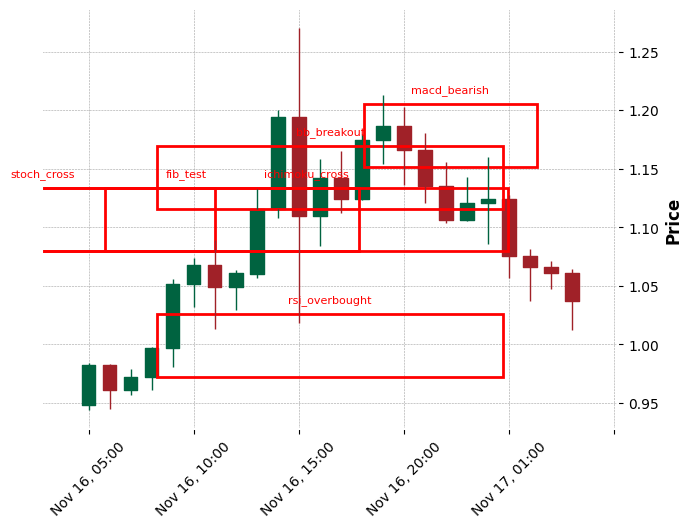 macd_bearish
b_breakout
stoch_cross
fib_test
ichimoku_cross
rsi_overbought
1.25
1.20
1.15
1.10
1.05
1.00
0.95
Price
Nov 16, 05:00
Nov 16, 10:00
Nov 16, 15:00
Nov 16, 20:00
Nov 17, 01:00